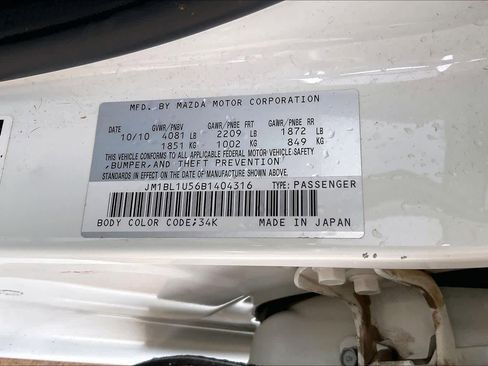 MFD. BY MAZDA MOTOR CORPORATION
DATE GVWR/PNBV GAWR/PNBE FRT GAWR/PNBE RR
10/10 4081 LB 2209 LB 1872 LB
1851 KG 1002 KG 849 KG
THIS VEHICLE CONFORMS TO ALL APPLICABLE FEDERAL MOTOR VEHICLE SAFETY,
,BUMPER,AND THEFT PREVENTION
STANDARDS IN EFFECT ON THE DATE OF MANUFACTURE SHOWN ABOVE.
JM1BL1U56B1404316 TYPE: PASSENGER
BODY COLOR CODE;34K MADE IN JAPAN